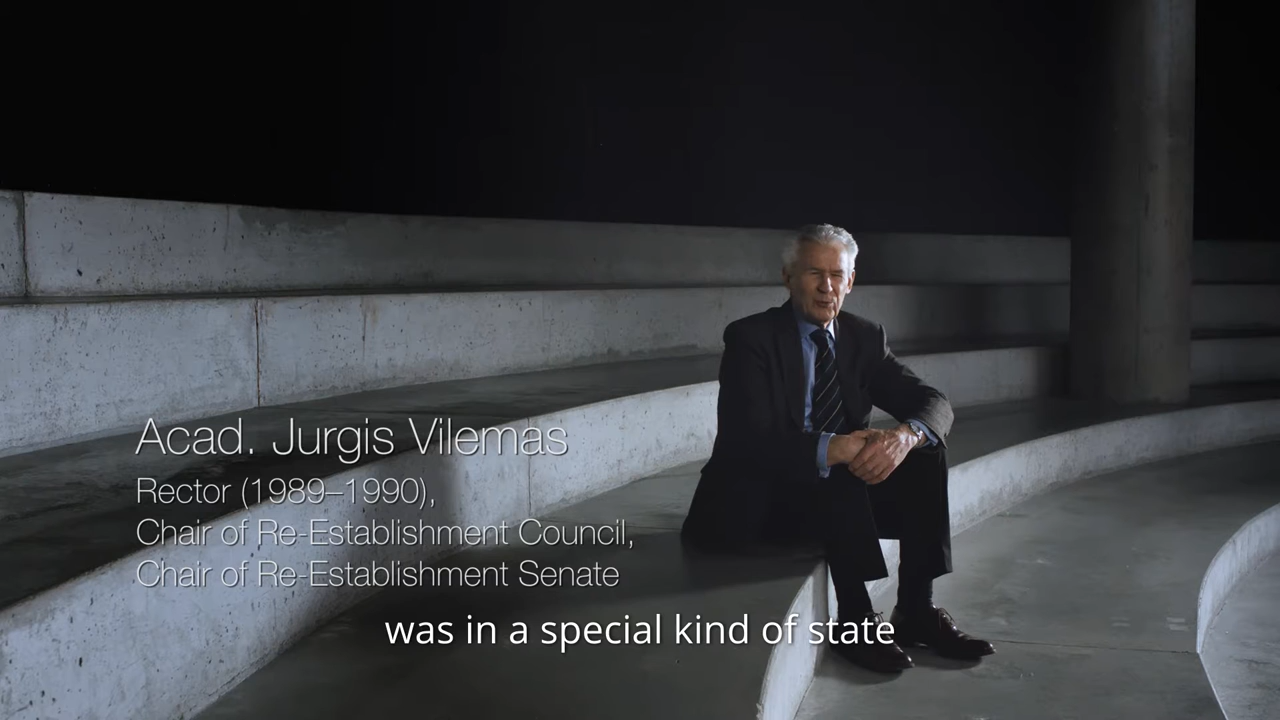 Acad. Jurgis Vilemas
Rector (1989–1990),
Chair of Re-Establishment Council,
Chair of Re-Establishment Senate
was in a special kind of state